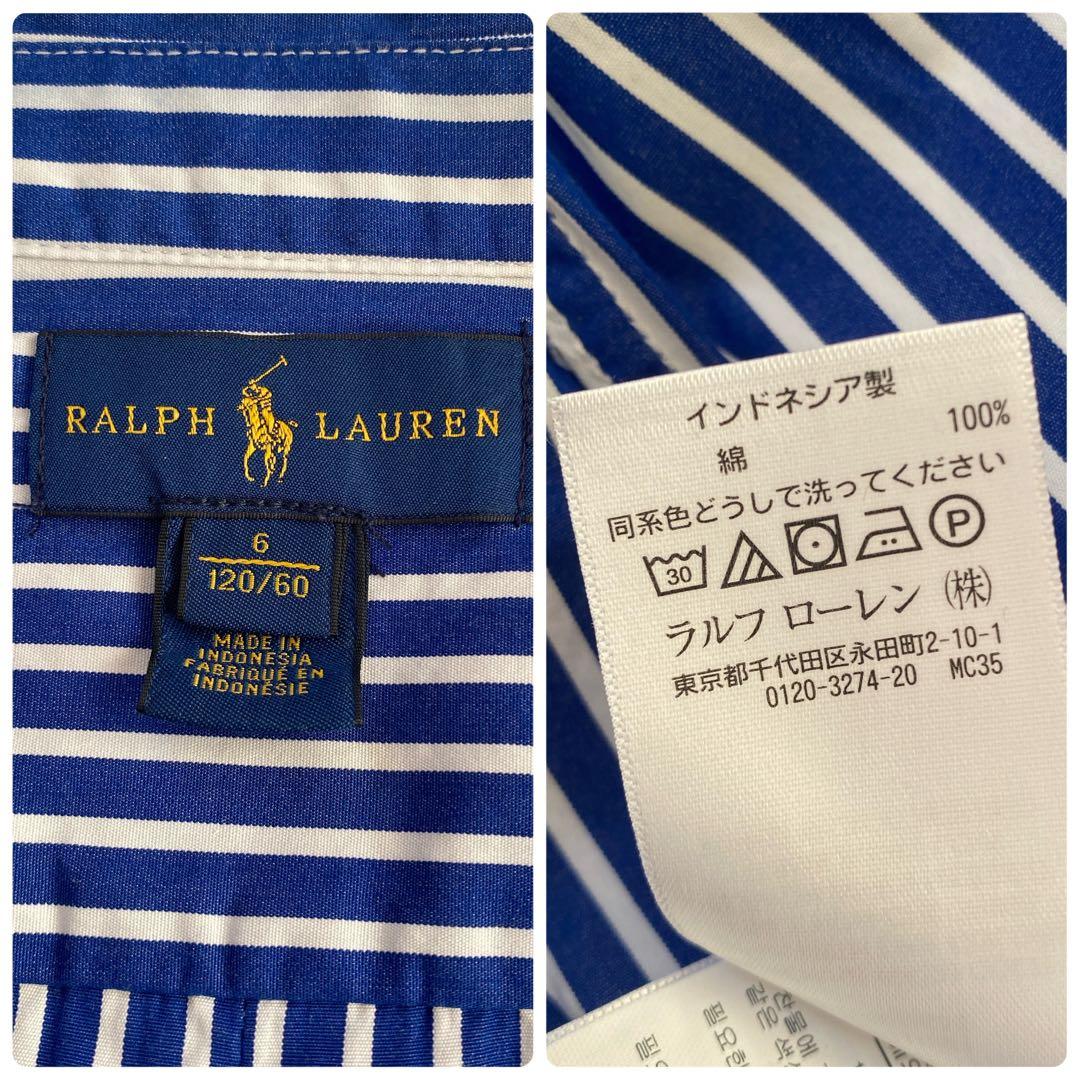 RALPH LAUREN
6
120/60
MADE IN
INDONESIA
FABRIQUÉ EN
INDONÉSIE
インドネシア製
綿 100%
同系色どうしで洗ってください
30 P
ラルフ ローレン (株)
東京都千代田区永田町2-10-1
0120-3274-20 MC35